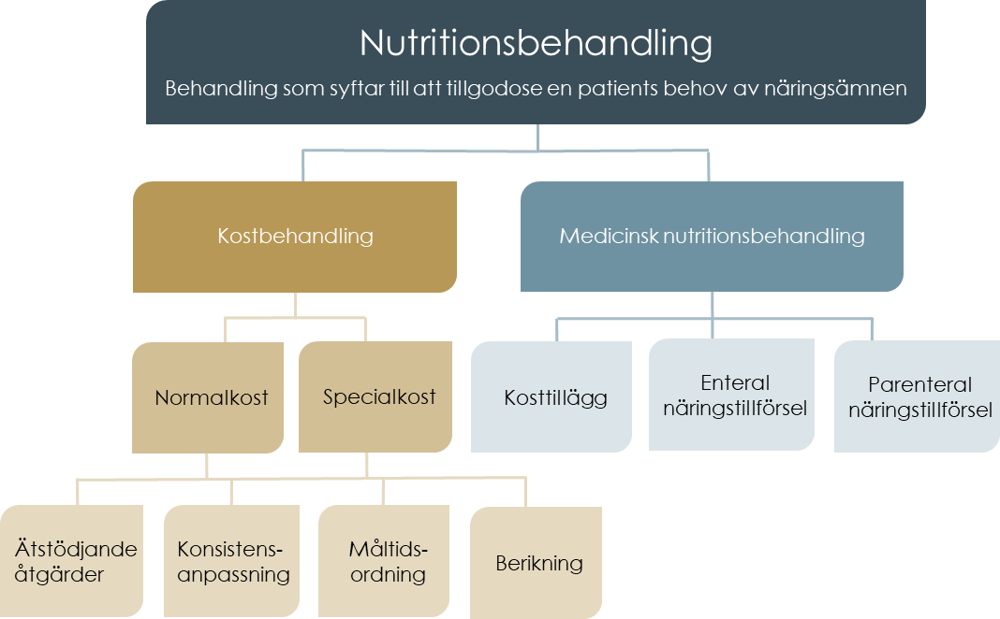 Nutritionsbehandling
Behandling som syftar till att tillgodose en patients behov av näringsämnen
Kostbehandling
Medicinsk nutritionsbehandling
Normalkost
Specialkost
Kosttillägg
Enteral
näringstillförsel
Parenteral
näringstillförsel
Ätstödjande
åtgärder
Konsistens-
anpassning
Måltids-
ordning
Berikning